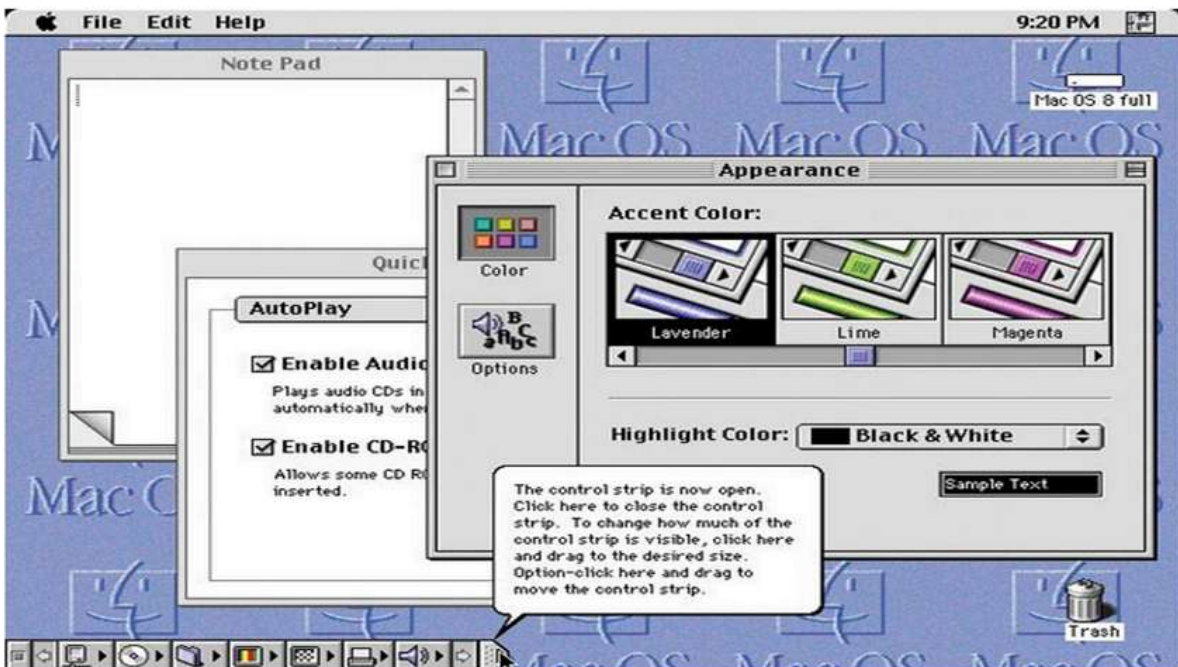 File Edit Help
9:20 PM
Note Pad
Mac OS 8 full
Mac OS Mac OS Mac OS
Appearance
Accent Color:
Color
Lavender
Lime
Magenta
Options
Highlight Color:
Black & White
Sample Text
AutoPlay
Enable Audio
Plays audio CDs in
automatically when
Enable CD-RO
Allows some CD R
inserted.
Mac O
The control strip is now open.
Click here to close the control
strip. To change how much of the
control strip is visible, click here
and drag to the desired size.
Option-click here and drag to
move the control strip.
Trash
Mac OS Mac OS